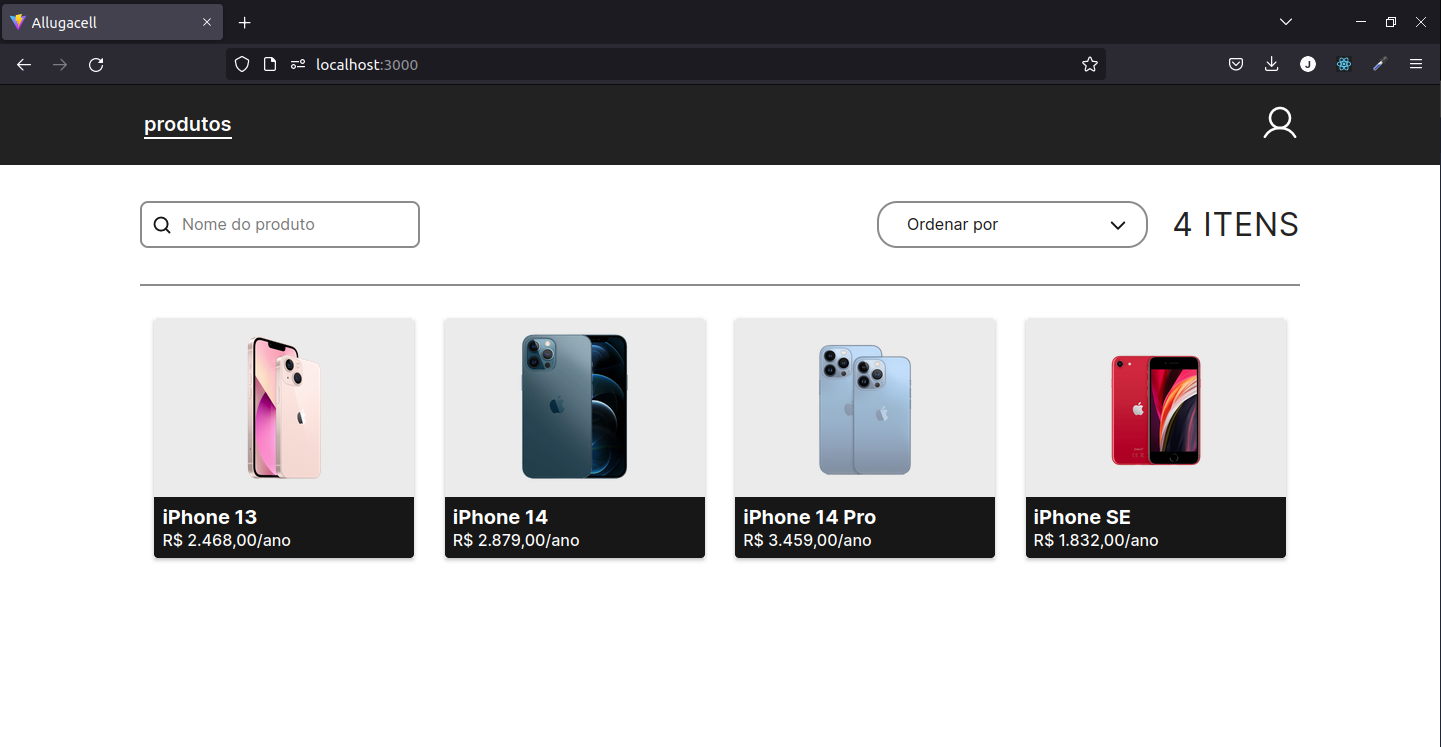 Allugacell
localhost:3000
J
produtos
Nome do produto
Ordenar por
4 ITENS
iPhone 13
R$ 2.468,00/ano
iPhone 14
R$ 2.879,00/ano
iPhone 14 Pro
R$ 3.459,00/ano
iPhone SE
R$ 1.832,00/ano